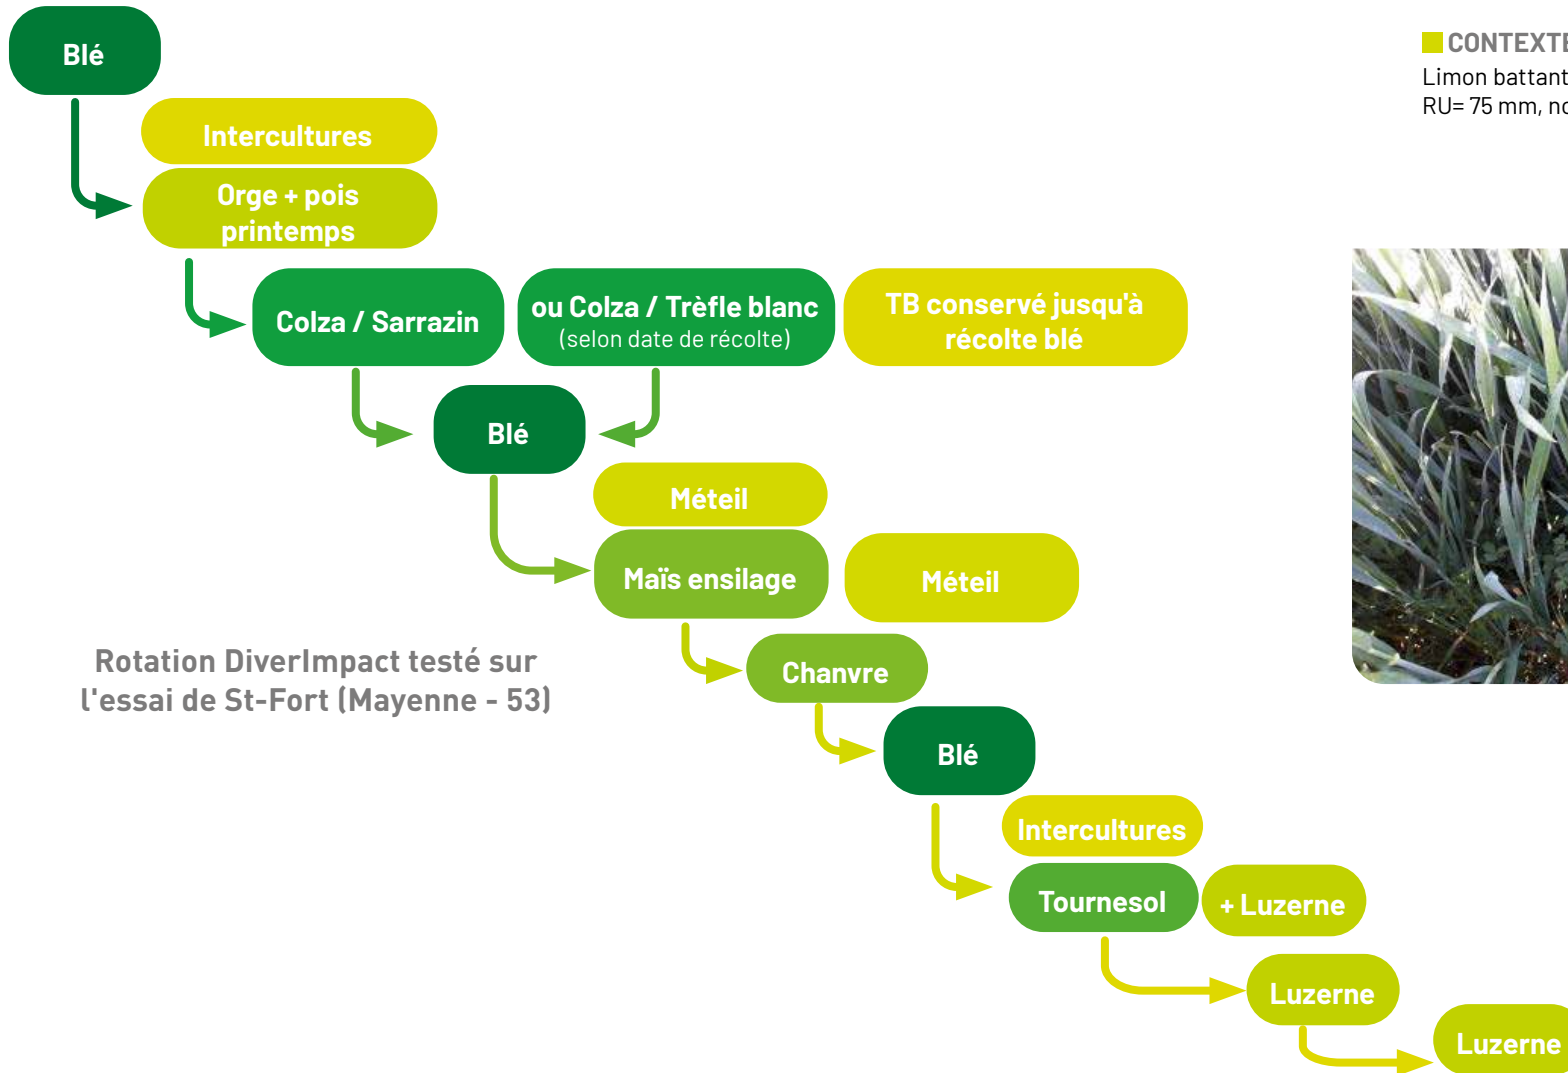 Blé
CONTEXTE
Limon battant
RU= 75 mm,
Intercultures
Orge + pois
printemps
Colza / Sarrazin
ou Colza / Trèfle blanc
(selon date de récolte)
TB conservé jusqu'à
récolte blé
Blé
Méteil
Maïs ensilage
Méteil
Rotation DiverImpact testé sur
l'essai de St-Fort (Mayenne - 53)
Chanvre
Blé
Intercultures
Tournesol
+ Luzerne
Luzerne
Luzerne